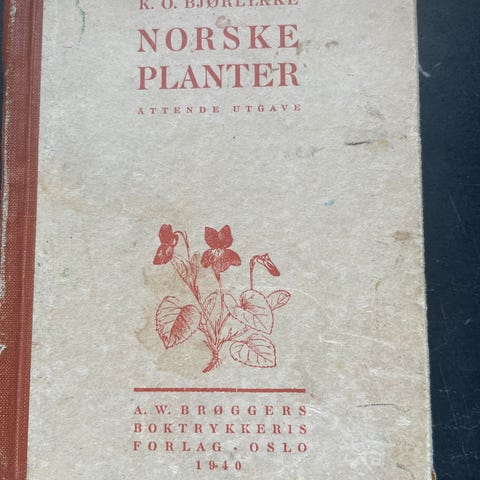 K. O. BJØRLYKKE
NORSKE
PLANTER
ATTENDE UTGAVE
A. W. BRØGGERS
BOKTRYKKERIS
FORLAG · OSLO
1940